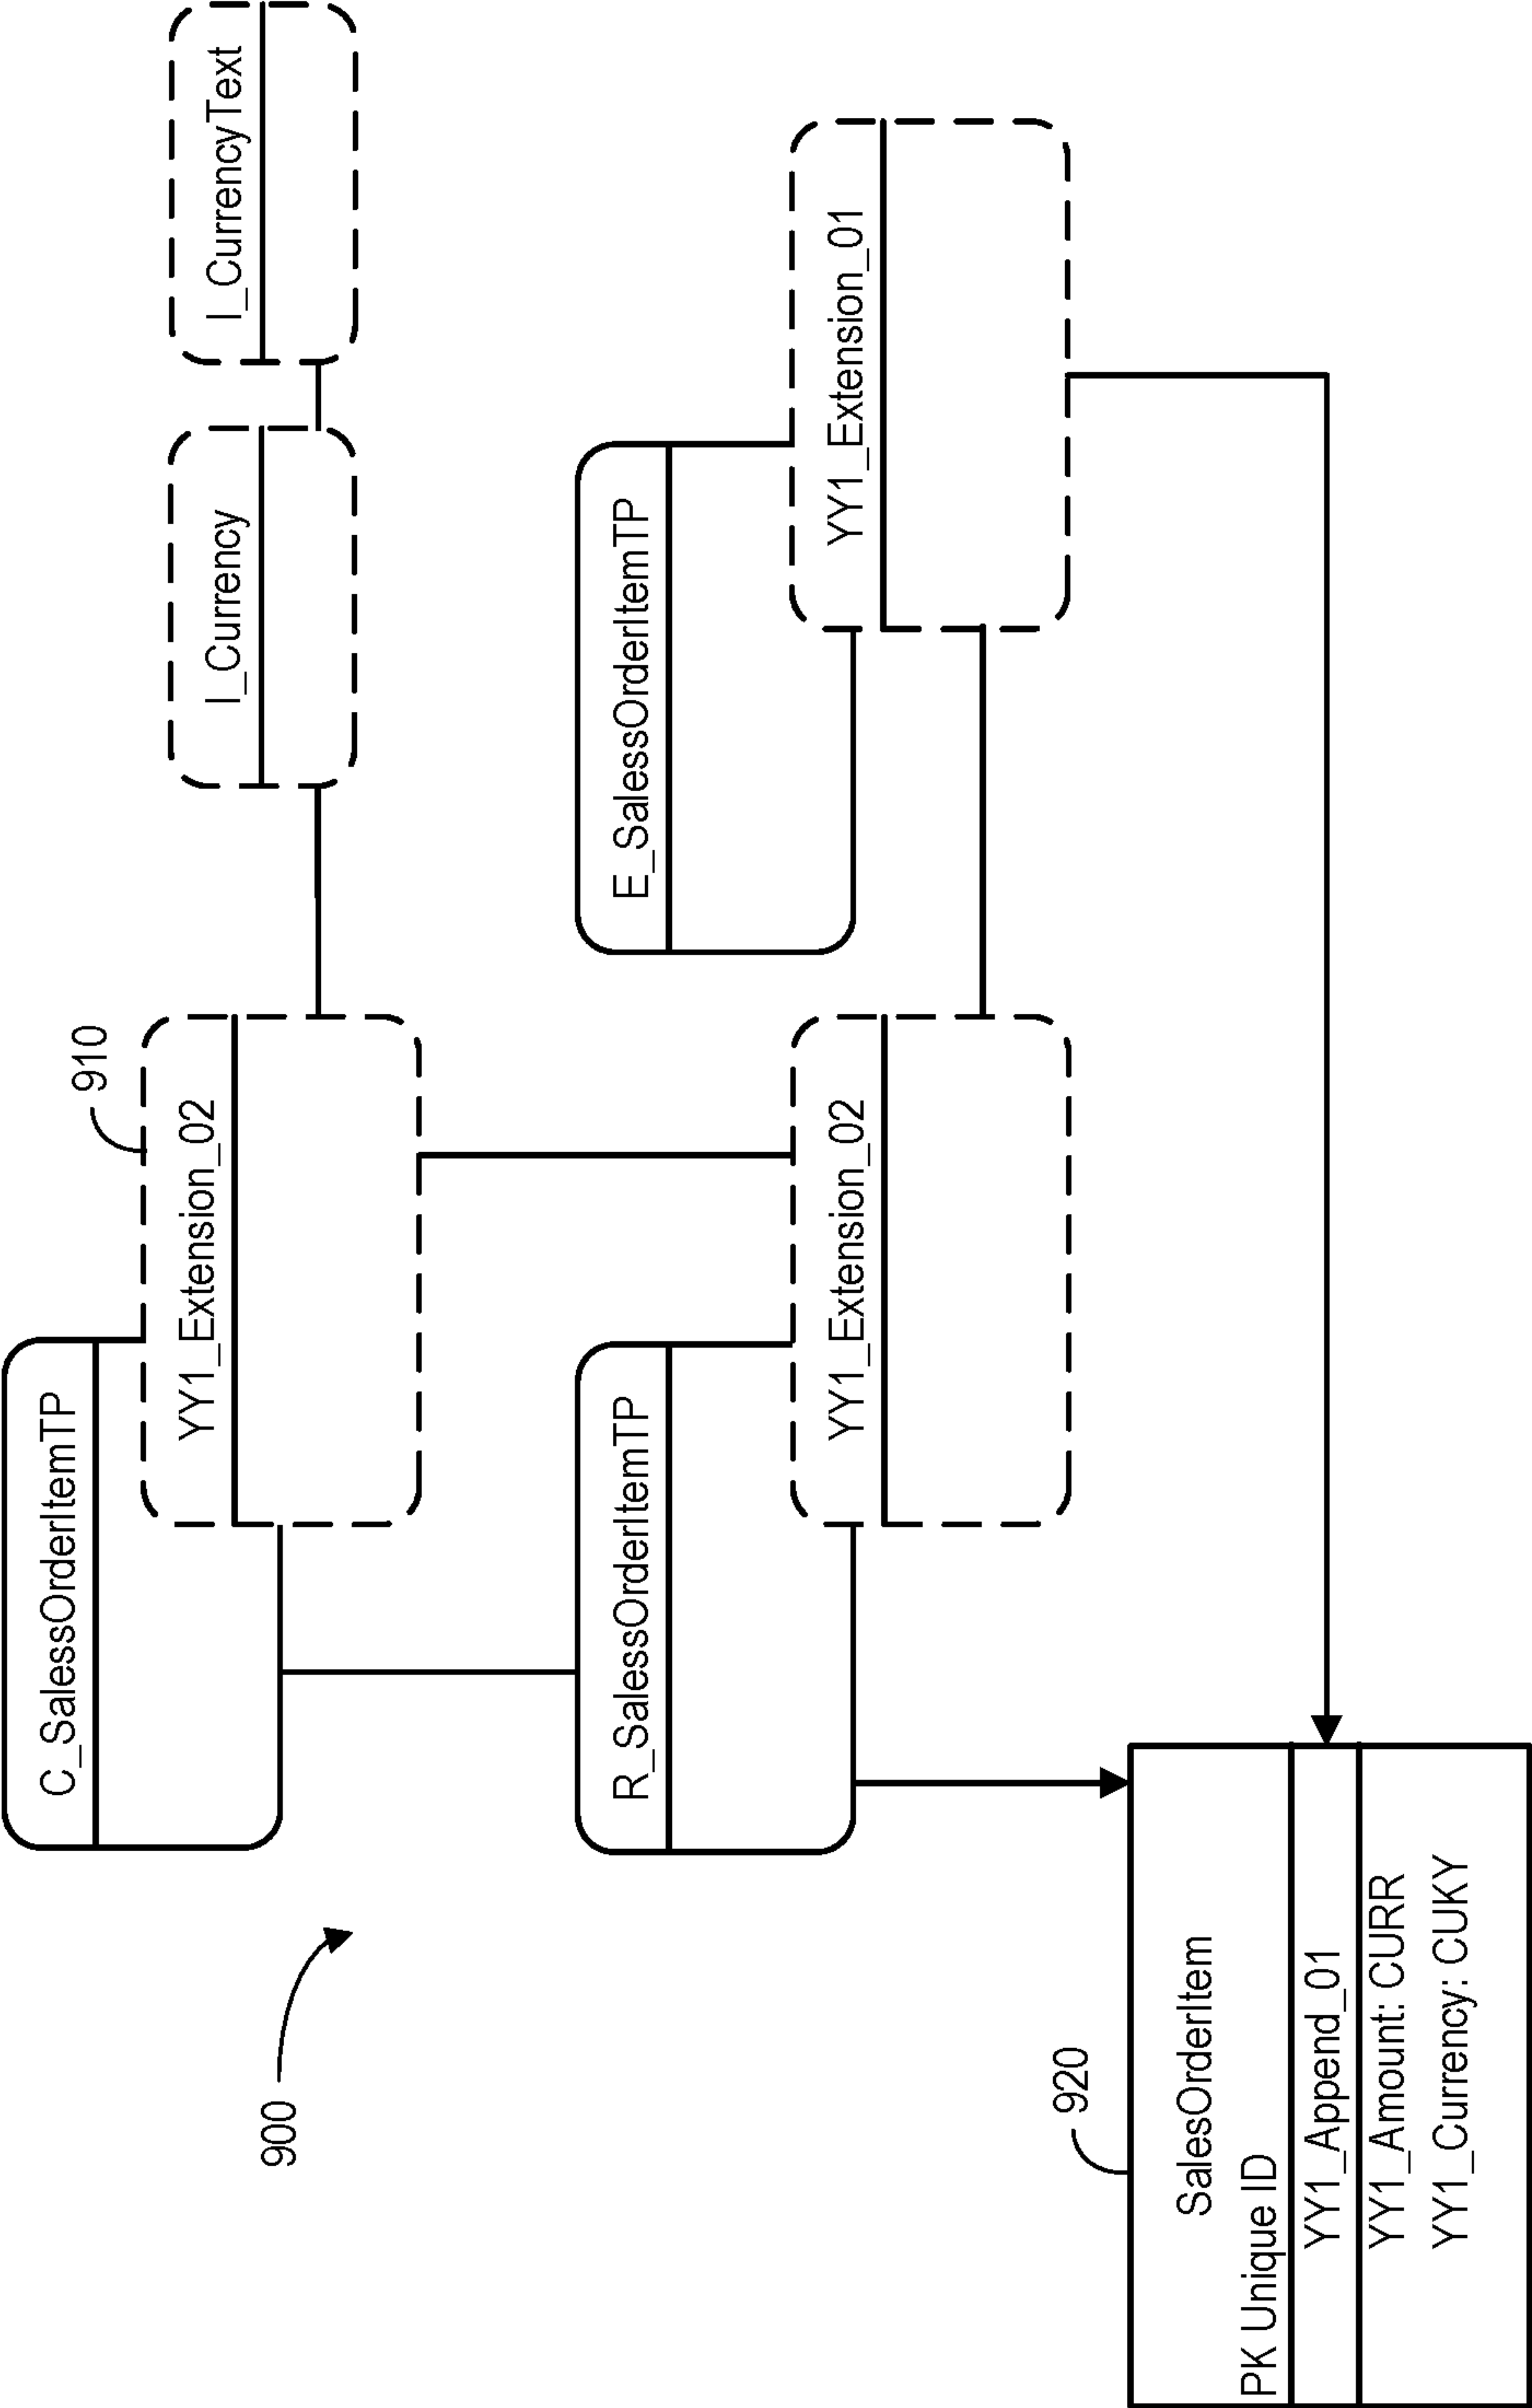 900
C_SalessOrderItemTP
YY1_Extension_02
910
I_Currency
I_CurrencyText
R_SalessOrderItemTP
YY1_Extension_02
E_SalessOrderItemTP
YY1_Extension_01
920
SalesOrderItem
PK Unique ID
YY1_Append_01
YY1_Amount: CURR
YY1_Currency: CUKY